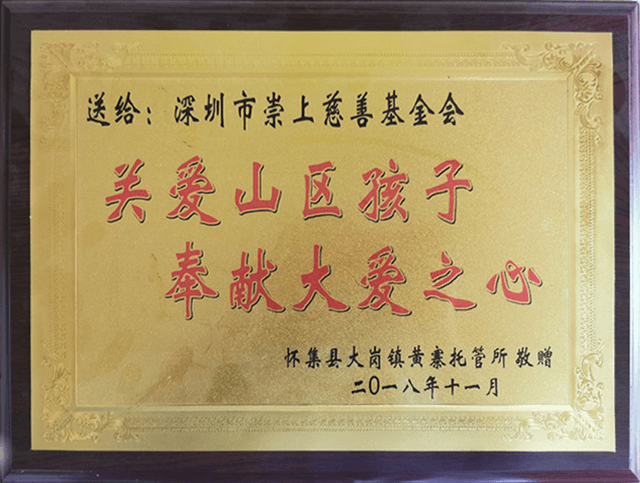 送给：深圳市崇上慈善基金会
关爱山区孩子
奉献大爱之心
怀集县大岗镇黄寨托管所 敬赠
二〇一八年十一月